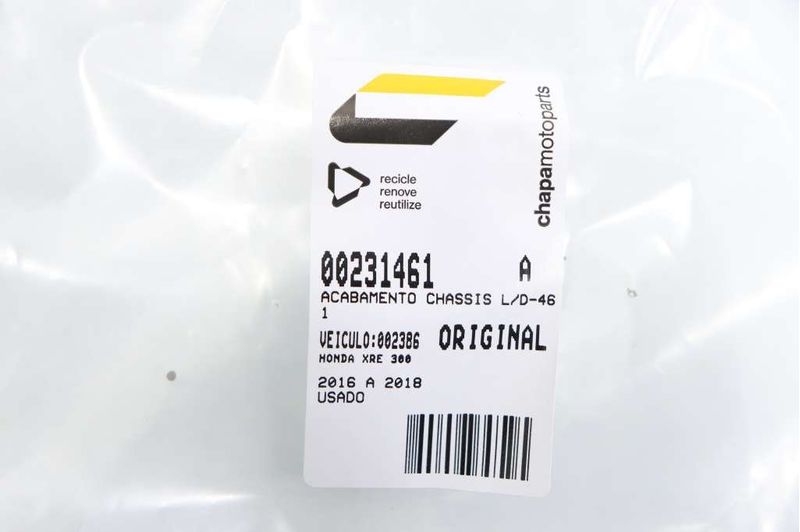 chapamotoparts
recicle
renove
reutilize
00231461 A
ACABAMENTO CHASSIS L/D-46
1
VEICULO:002386 ORIGINAL
HONDA XRE 300
2016 A 2018
USADO